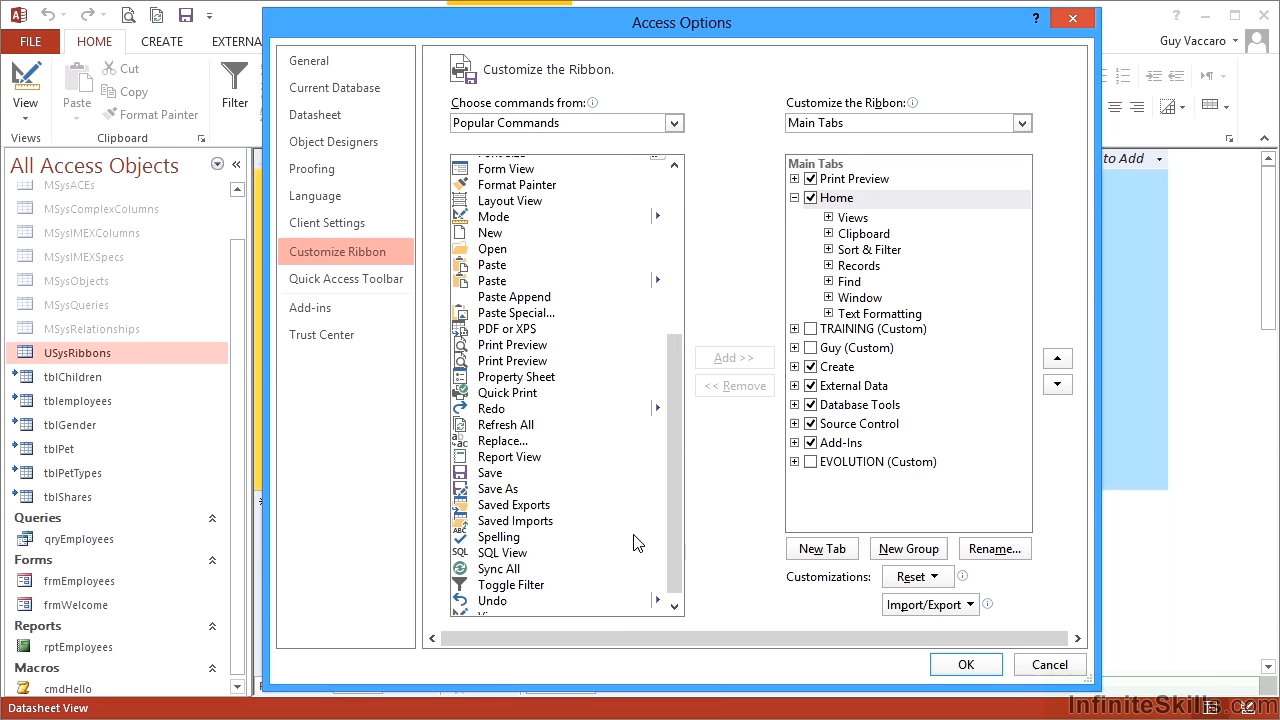 Access Options
?
Guy Vaccaro
FILE
HOME
CREATE
EXTERNA
View
Paste
Cut
Copy
Format Painter
Filter
Views
Clipboard
All Access Objects
MSysACEs
MSysComplexColumns
MSysIMEXColumns
MSysIMEXSpecs
MSysObjects
MSysQueries
MSysRelationships
USysRibbons
tblChildren
tblemployees
tblGender
tblPet
tblPetTypes
tblShares
Queries
qryEmployees
Forms
frmEmployees
frmWelcome
Reports
rptEmployees
Macros
cmdHello
Datasheet View
General
Current Database
Datasheet
Object Designers
Proofing
Language
Client Settings
Customize Ribbon
Quick Access Toolbar
Add-ins
Trust Center
Customize the Ribbon.
Choose commands from:
Popular Commands
Form View
Format Painter
Layout View
Mode
New
Open
Paste
Paste
Paste Append
Paste Special...
PDF or XPS
Print Preview
Print Preview
Property Sheet
Quick Print
Redo
Refresh All
Replace...
Report View
Save
Save As
Saved Exports
Saved Imports
Spelling
SQL View
Sync All
Toggle Filter
Undo
Add >>
<< Remove
Customize the Ribbon:
Main Tabs
Main Tabs
Print Preview
Home
Views
Clipboard
Sort & Filter
Records
Find
Window
Text Formatting
TRAINING (Custom)
Guy (Custom)
Create
External Data
Database Tools
Source Control
Add-Ins
EVOLUTION (Custom)
New Tab
New Group
Rename...
Customizations:
Reset
Import/Export
OK
Cancel
to Add
InfiniteSkills.com